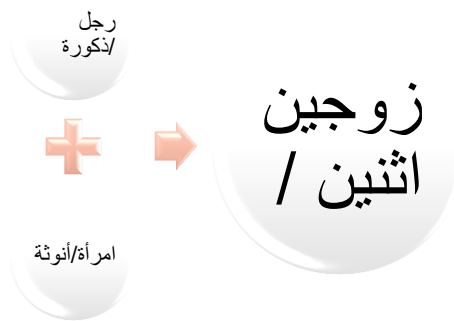 رجل
/ذكورة
امرأة/أنوثة
زوجين
اثنين /